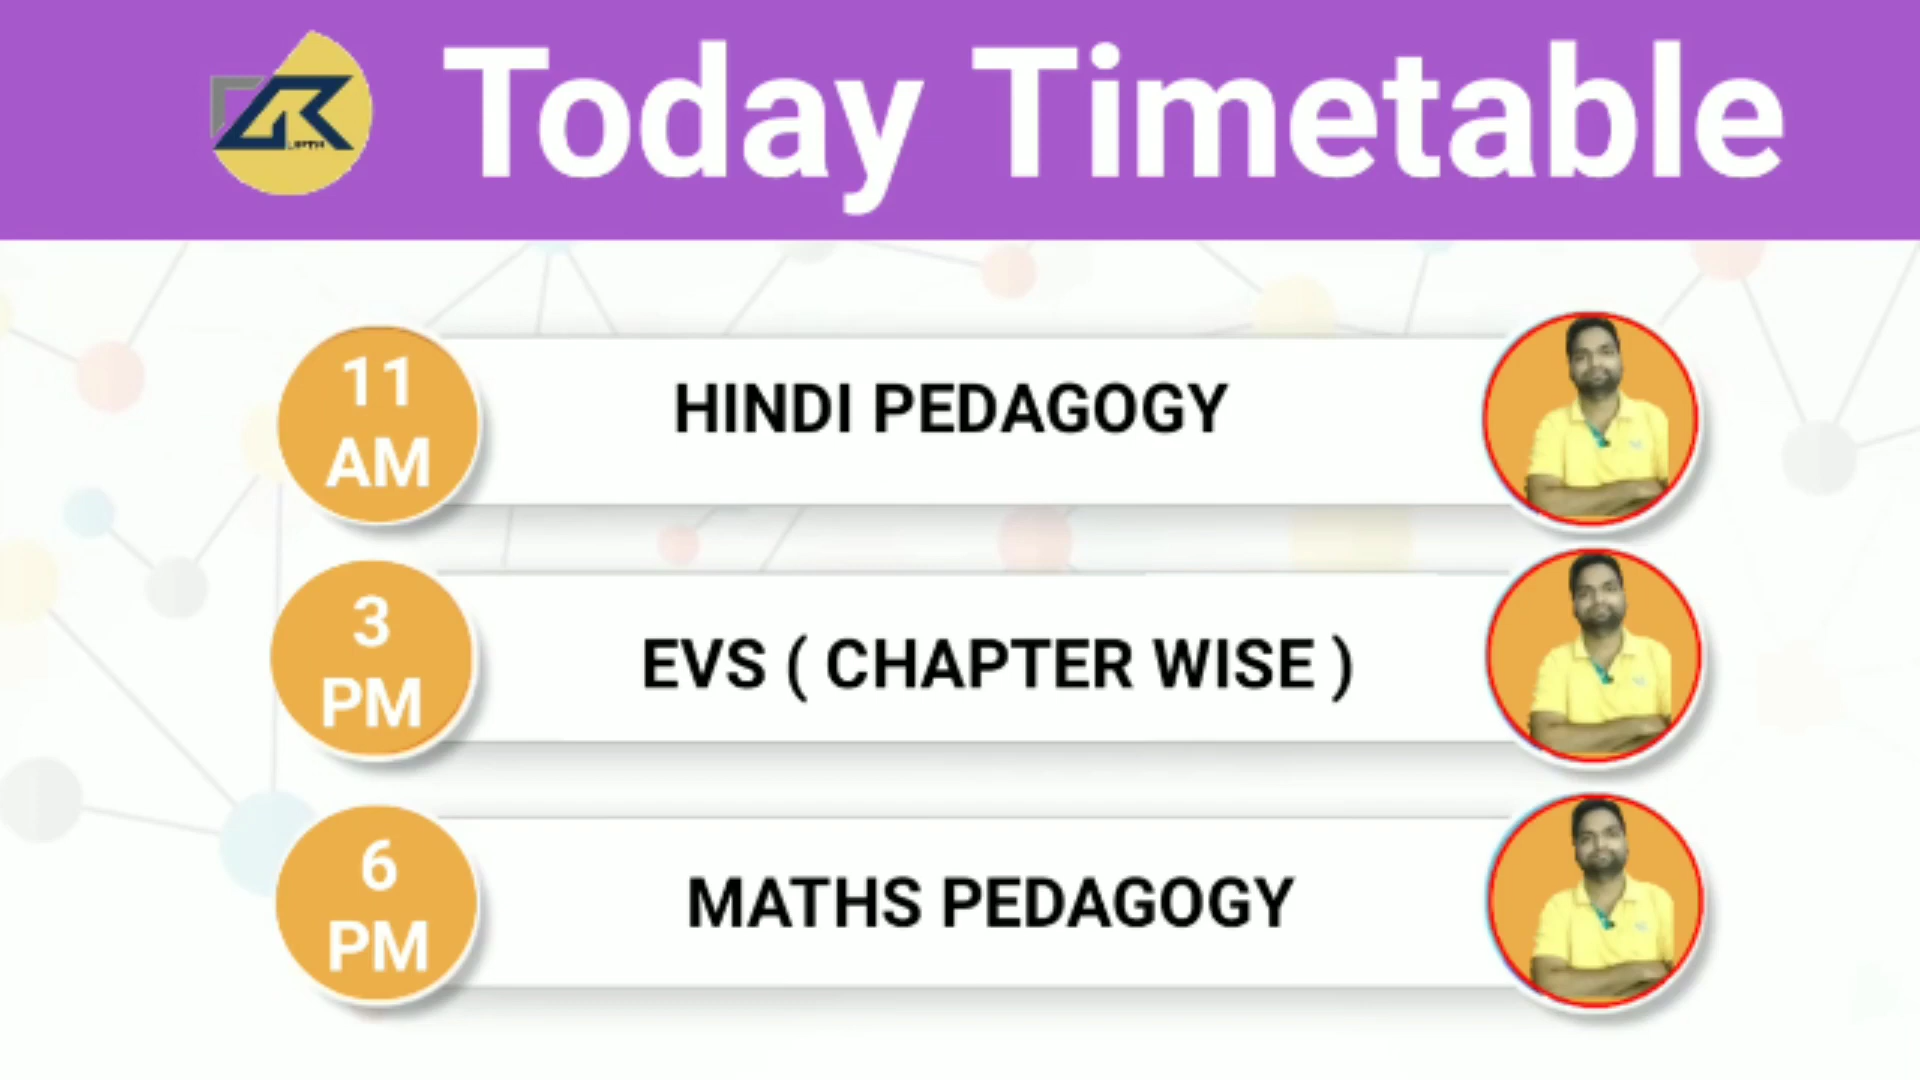 Today Timetable
11
AM
HINDI PEDAGOGY
3
PM
EVS ( CHAPTER WISE )
6
PM
MATHS PEDAGOGY